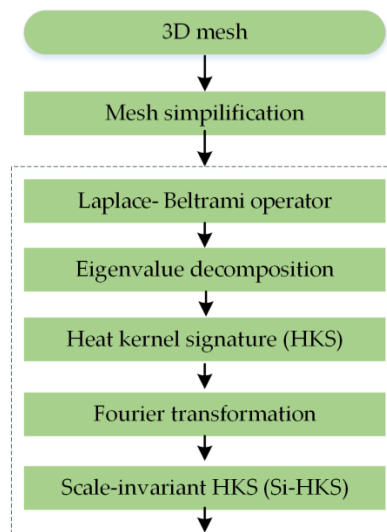 3D mesh
Mesh simpilification
Laplace- Beltrami operator
Eigenvalue decomposition
Heat kernel signature (HKS)
Fourier transformation
Scale-invariant HKS (Si-HKS)